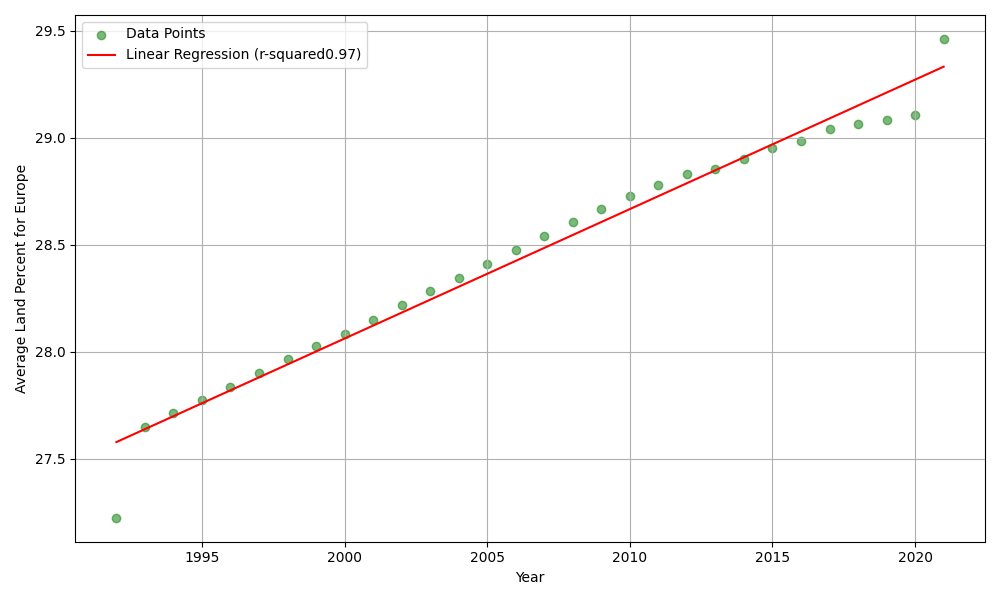 Data Points
Linear Regression (r-squared0.97)
29.5
29.0
28.5
28.0
27.5
Average Land Percent for Europe
1995
2000
2005
2010
2015
2020
Year